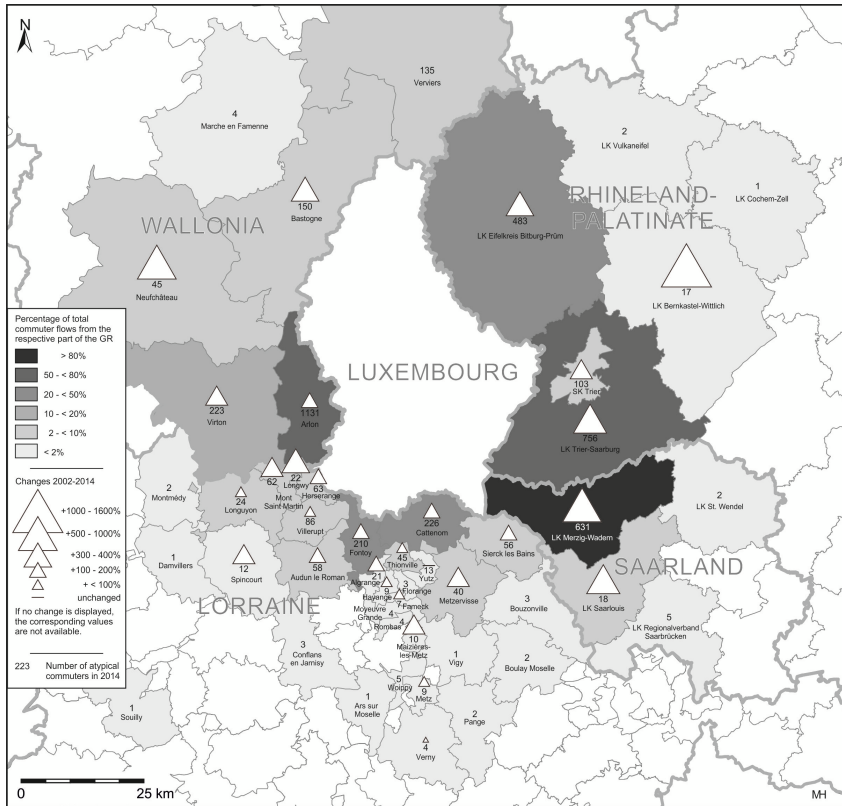 N
135
Verviers
4
Marche en Famenne
2
LK Vulkaneifel
1
LK Cochem-Zell
RHINELAND-
PALATINATE
150
Bastogne
483
LK Eifelkreis Bitburg-Prüm
WALLONIA
45
Neufchâteau
17
LK Bernkastel-Wittlich
Percentage of total
commuter flows from the
respective part of the GR
> 80%
50 - < 80%
20 - < 50%
10 - < 20%
2 - < 10%
< 2%
Changes 2002-2014
+1000 - 1600%
+500 - 1000%
+300 - 400%
+100 - 200%
+ < 100%
unchanged
If no change is displayed,
the corresponding values
are not available.
223 Number of atypical
commuters in 2014
LUXEMBOURG
103
SK Trier
223
Virton
1131
Arlon
756
LK Trier-Saarburg
2
Montmédy
24
Longuyon
62
Mont
Saint-Martin
22
Longwy
63
Herserange
86
Villerupt
631
LK Merzig-Wadern
2
LK St. Wendel
226
Cattenom
210
Fontoy
56
Sierck les Bains
1
Damvillers
12
Spincourt
58
Audun le Roman
45
Thionville
13
Yutz
21
Algrange
9
Hayange
3
Florange
7
Fameck
40
Metzervisse
SAARLAND
18
LK Saarlouis
LORRAINE
Moyeuvre
Grande
4
Rombas
4
10
Maizières-
les-Metz
3
Bouzonville
5
LK Regionalverband
Saarbrücken
3
Conflans
en Jarnisy
1
Vigy
2
Boulay Moselle
5
Woippy
9
Metz
1
Souilly
1
Ars sur
Moselle
2
Pange
4
Verny
0 25 km
MH